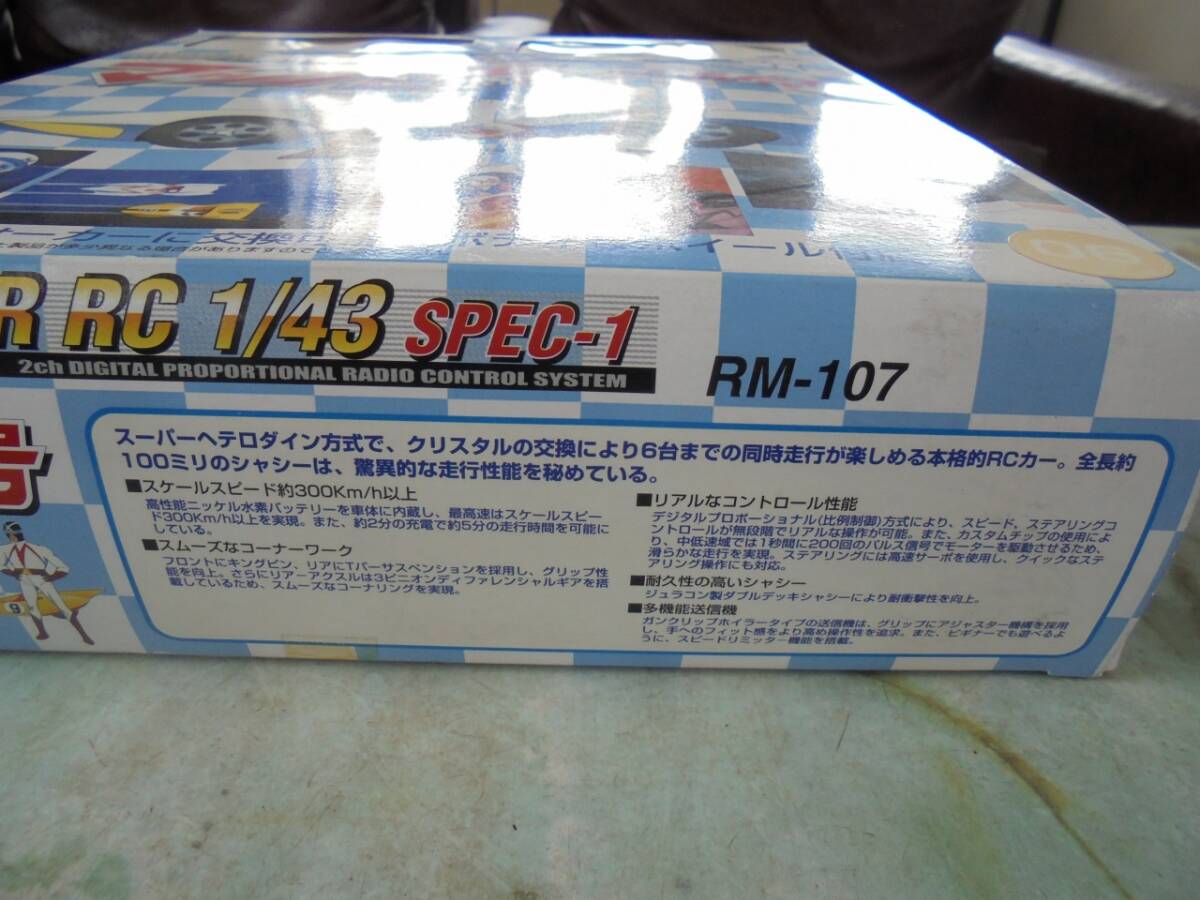 ーカーに交換
イール
95
R RC 1/43 SPEC-1
2ch DIGITAL PROPORTIONAL RADIO CONTROL SYSTEM
RM-107
号
スーパーヘテロダイン方式で、クリスタルの交換により6台までの同時走行が楽しめる本格的RCカー。全長約
100ミリのシャシーは、驚異的な走行性能を秘めている。
■スケールスピード約300Km/h以上
高性能ニッケル水素バッテリーを車体に内蔵し、最高速はスケールスピー
ド300Km/h以上を実現。また、約2分の充電で約5分の走行時間を可能に
している。
■スムーズなコーナーワーク
フロントにキングピン、リアにTバーサスペンションを採用し、グリップ性
能を向上。さらにリアーアクスルは3ピニオンディファレンシャルギアを搭
載しているため、スムーズなコーナリングを実現。
■リアルなコントロール性能
デジタルプロポーショナル(比例制御)方式により、スピード、ステアリングコ
ントロールが無段階でリアルな操作が可能。また、カスタムチップの使用によ
り、中低速域では1秒間に200回のパルス信号でモーターを駆動させるため、
滑らかな走行を実現。ステアリングには高速サーボを使用し、クイックなステ
アリング操作にも対応。
■耐久性の高いシャシー
ジュラコン製ダブルデッキシャシーにより耐衝撃性を向上。
■多機能送信機
ガングリップホイラータイプの送信機は、グリップにアジャスター機構を採用
し、手へのフィット感をより高め操作性を追求。また、ビギナーでも遊べるよ
うに、スピードリミッター機能を搭載。
9